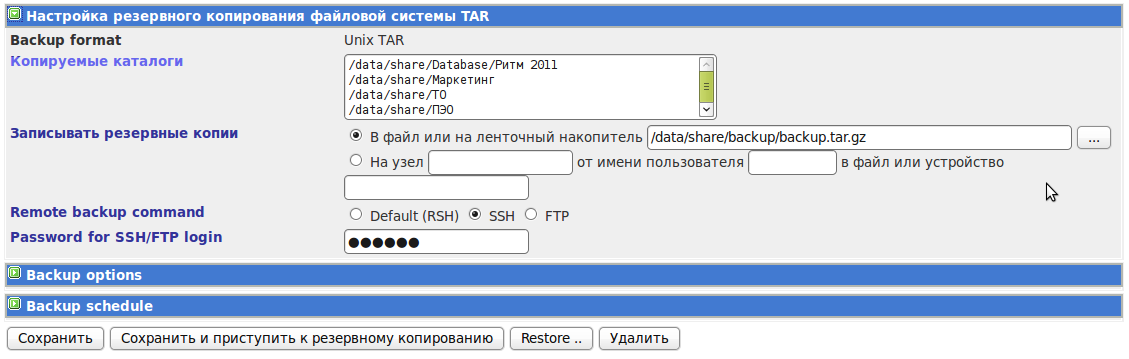 Настройка резервного копирования файловой системы TAR
Backup format Unix TAR
Копируемые каталоги
/data/share/Database/Ритм 2011
/data/share/Маркетинг
/data/share/ТО
/data/share/ПЭО
Записывать резервные копии
В файл или на ленточный накопитель /data/share/backup/backup.tar.gz ...
На узел от имени пользователя в файл или устройство
Remote backup command Default (RSH) SSH FTP
Password for SSH/FTP login ●●●●●●
Backup options
Backup schedule
Сохранить Сохранить и приступить к резервному копированию Restore .. Удалить